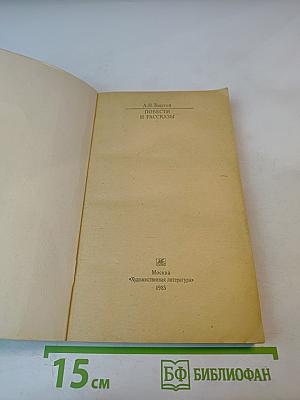 А.Н. Толстой
ПОВЕСТИ
И РАССКАЗЫ
Москва
«Художественная литература»
1985
15 см
БФ БИБЛИОФАН